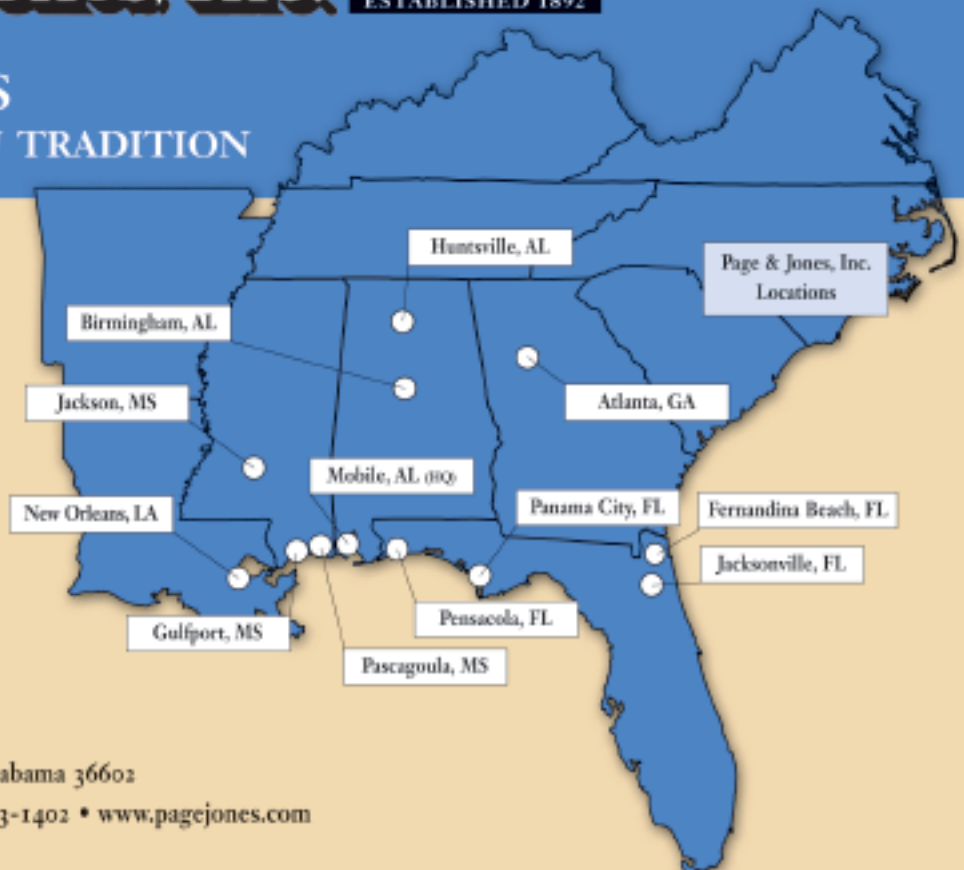 ESTABLISHED 1892
S
TRADITION
Huntsville, AL
Page & Jones, Inc.
Locations
Birmingham, AL
Jackson, MS
Atlanta, GA
Mobile, AL (HQ)
New Orleans, LA
Panama City, FL
Fernandina Beach, FL
Jacksonville, FL
Gulfport, MS
Pensacola, FL
Pascagoula, MS
abama 36602
3-1402 • www.pagejones.com